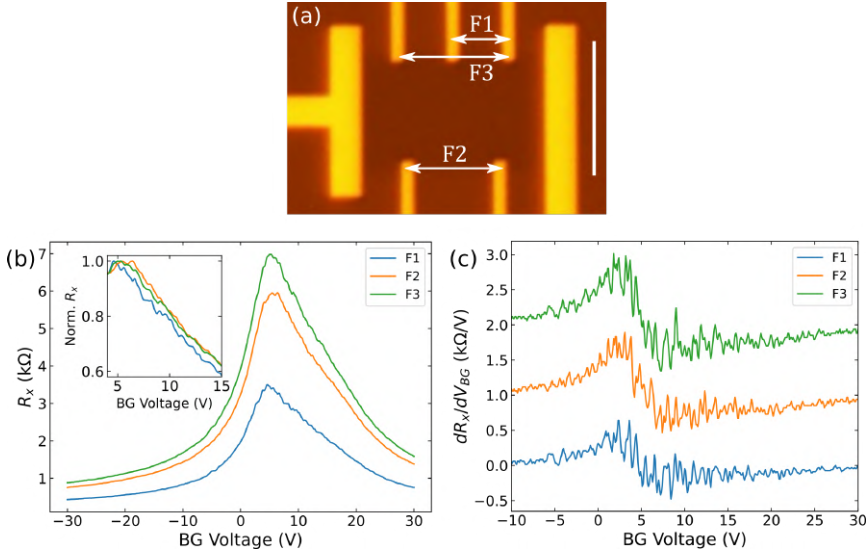 (a)
F1
F3
F2
(b)
7
6
5
4
3
2
1
Rₓ (kΩ)
−30
−20
−10
0
10
20
30
BG Voltage (V)
F1
F2
F3
1.0
0.8
0.6
Norm. Rₓ
5
10
15
BG Voltage (V)
(c)
3.0
2.5
2.0
1.5
1.0
0.5
0.0
−0.5
dRₓ/dV_BG (kΩ/V)
−10
−5
0
5
10
15
20
25
30
BG Voltage (V)
F1
F2
F3